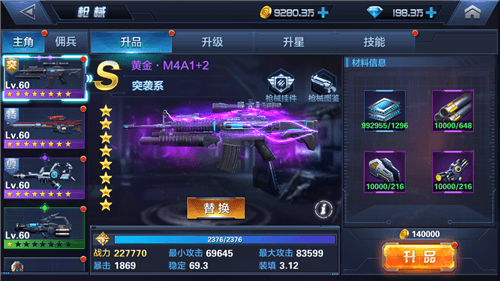 枪械
9280.3万
198.3万
主角 佣兵
升品 升级 升星 技能
突
Lv.60
精
Lv.60
Lv.60
Lv.60
S
黄金·M4A1+2
突袭系
枪械挂件
枪械图鉴
替换
2376/2376
战力 227770 最小攻击 69645 最大攻击 83599
暴击 1869 稳定 69.3 装填 3.12
材料信息
992955/1296
10000/648
10000/216
10000/216
140000
升品